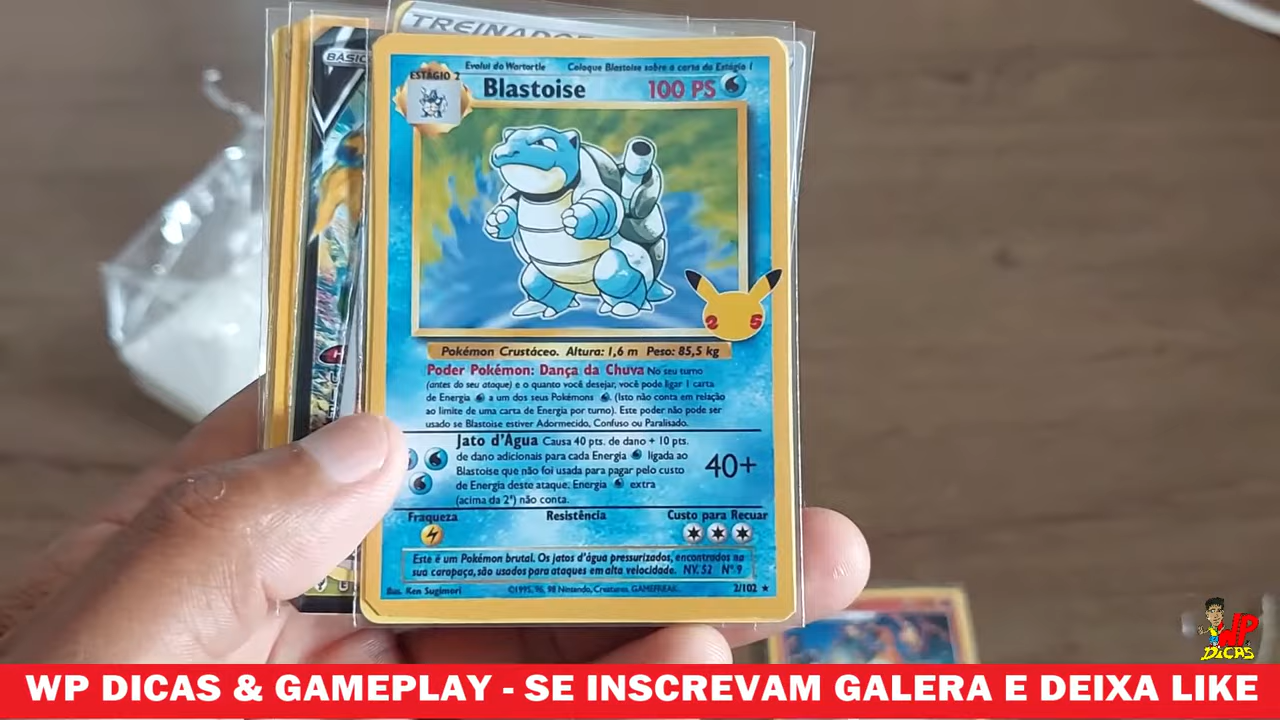 TREINADOR
BASIC
Evolui do Wartortle Coloque Blastoise sobre a carta do Estágio 1
ESTÁGIO 2
Blastoise 100 PS
25
Pokémon Crustáceo. Altura: 1,6 m Peso: 85,5 kg
Poder Pokémon: Dança da Chuva No seu turno
(antes do seu ataque) e o quanto você desejar, você pode ligar 1 carta
de Energia a um dos seus Pokémons . (Isto não conta em relação
ao limite de uma carta de Energia por turno). Este poder não pode ser
usado se Blastoise estiver Adormecido, Confuso ou Paralisado.
Jato d'Água Causa 40 pts. de dano + 10 pts.
de dano adicionais para cada Energia ligada ao
Blastoise que não foi usada para pagar pelo custo
de Energia deste ataque. Energia extra
(acima da 2ª) não conta.
40+
Fraqueza Resistência Custo para Recuar
Este é um Pokémon brutal. Os jatos d'água pressurizados, encontrados na
sua carapaça, são usados para ataques em alta velocidade. NV. 52 Nº 9
Ilus. Ken Sugimori ©1995, 96, 98 Nintendo, Creatures, GAMEFREAK. 2/102 ★
WP
DICAS
WP DICAS & GAMEPLAY - SE INSCREVAM GALERA E DEIXA LIKE